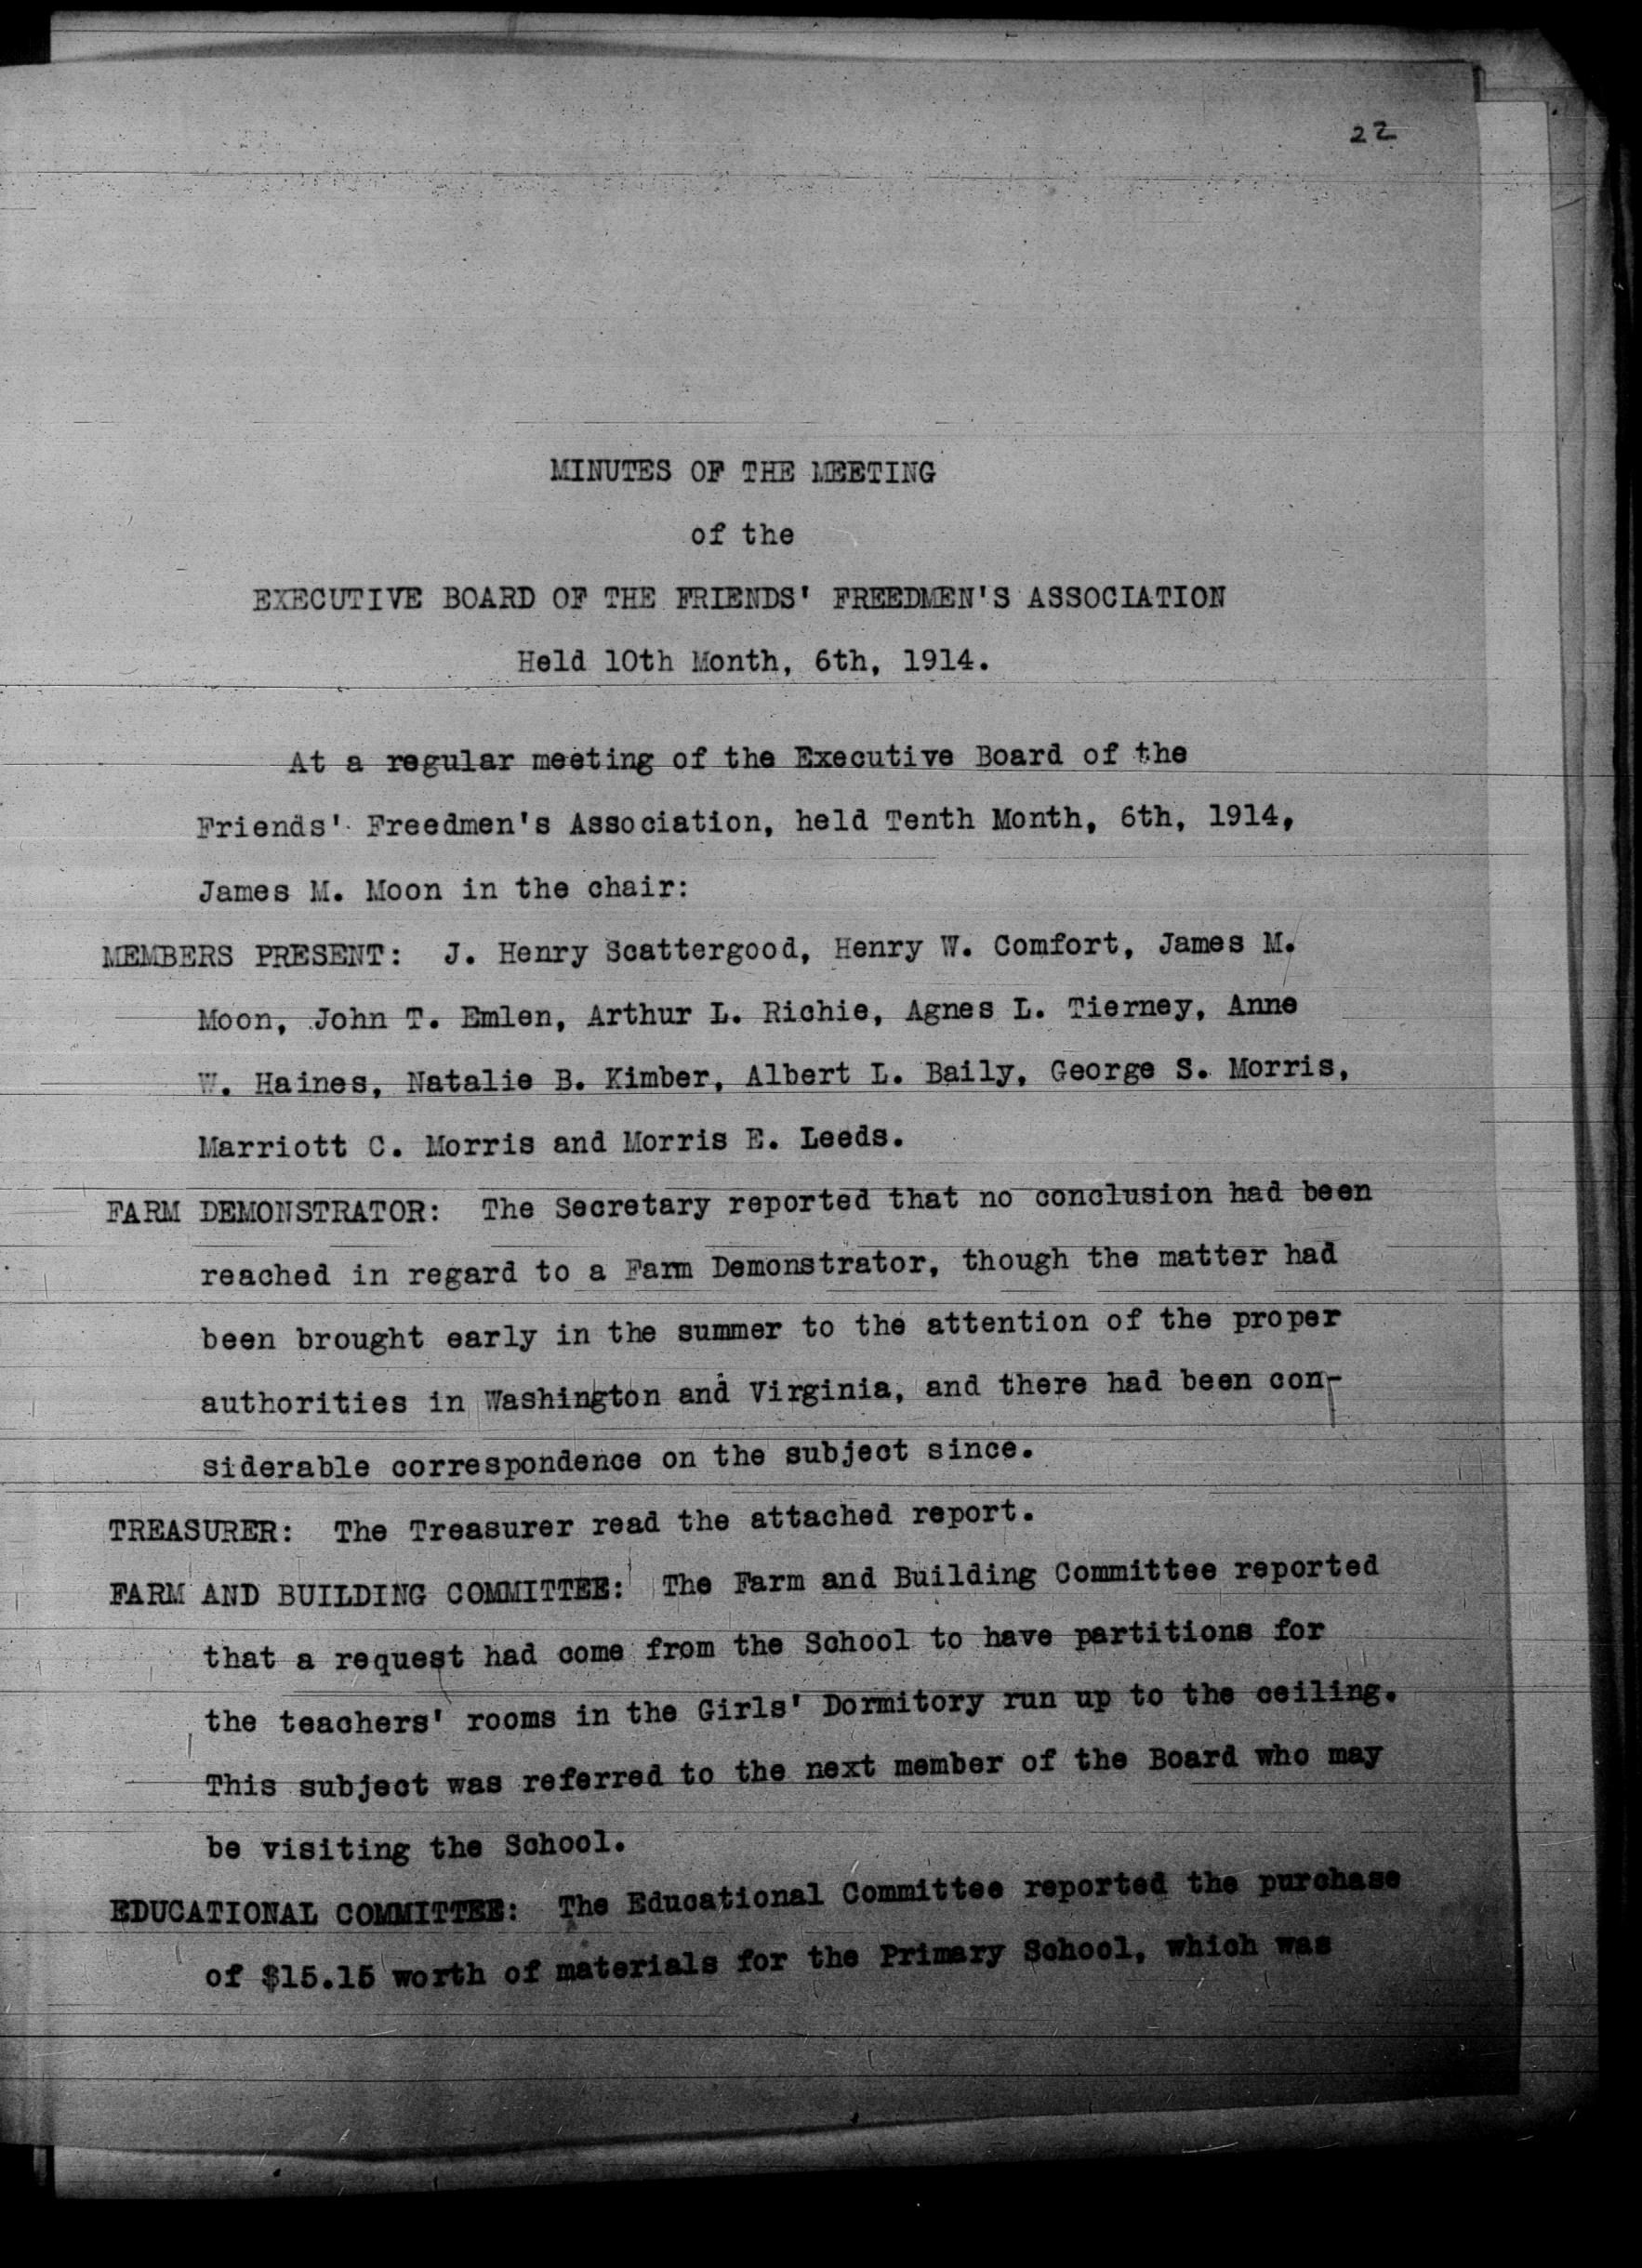 22
MINUTES OF THE MEETING
of the
EXECUTIVE BOARD OF THE FRIENDS' FREEDMEN'S ASSOCIATION
Held 10th Month, 6th, 1914.
At a regular meeting of the Executive Board of the
Friends' Freedmen's Association, held Tenth Month, 6th, 1914,
James M. Moon in the chair:
MEMBERS PRESENT: J. Henry Scattergood, Henry W. Comfort, James M.
Moon, John T. Emlen, Arthur L. Richie, Agnes L. Tierney, Anne
W. Haines, Natalie B. Kimber, Albert L. Baily, George S. Morris,
Marriott C. Morris and Morris E. Leeds.
FARM DEMONSTRATOR: The Secretary reported that no conclusion had been
reached in regard to a Farm Demonstrator, though the matter had
been brought early in the summer to the attention of the proper
authorities in Washington and Virginia, and there had been con-
siderable correspondence on the subject since.
TREASURER: The Treasurer read the attached report.
FARM AND BUILDING COMMITTEE: The Farm and Building Committee reported
that a request had come from the School to have partitions for
the teachers' rooms in the Girls' Dormitory run up to the ceiling.
This subject was referred to the next member of the Board who may
be visiting the School.
EDUCATIONAL COMMITTEE: The Educational Committee reported the purchase
of $15.15 worth of materials for the Primary School, which was